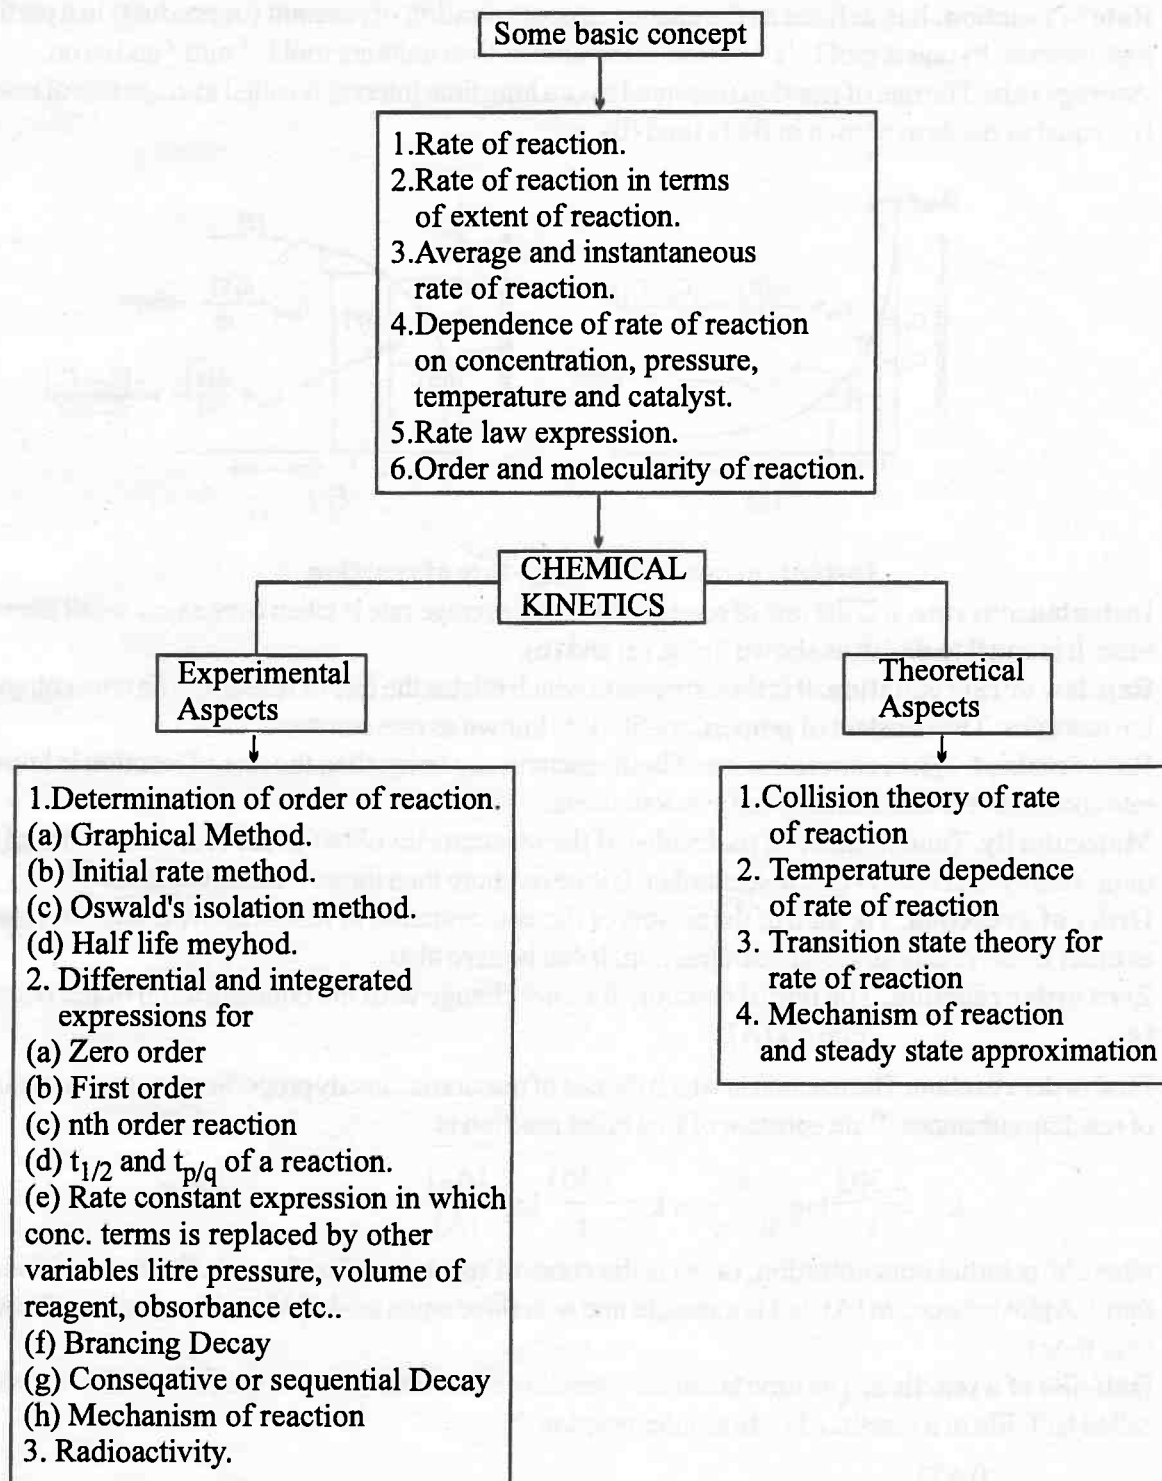 Some basic concept
1.Rate of reaction.
2.Rate of reaction in terms
of extent of reaction.
3.Average and instantaneous
rate of reaction.
4.Dependence of rate of reaction
on concentration, pressure,
temperature and catalyst.
5.Rate law expression.
6.Order and molecularity of reaction.
CHEMICAL
KINETICS
Experimental
Aspects
1.Determination of order of reaction.
(a) Graphical Method.
(b) Initial rate method.
(c) Oswald's isolation method.
(d) Half life meyhod.
2. Differential and integerated
expressions for
(a) Zero order
(b) First order
(c) nth order reaction
(d) t1/2 and tp/q of a reaction.
(e) Rate constant expression in which
conc. terms is replaced by other
variables litre pressure, volume of
reagent, obsorbance etc..
(f) Brancing Decay
(g) Conseqative or sequential Decay
(h) Mechanism of reaction
3. Radioactivity.
Theoretical
Aspects
1.Collision theory of rate
of reaction
2. Temperature depedence
of rate of reaction
3. Transition state theory for
rate of reaction
4. Mechanism of reaction
and steady state approximation